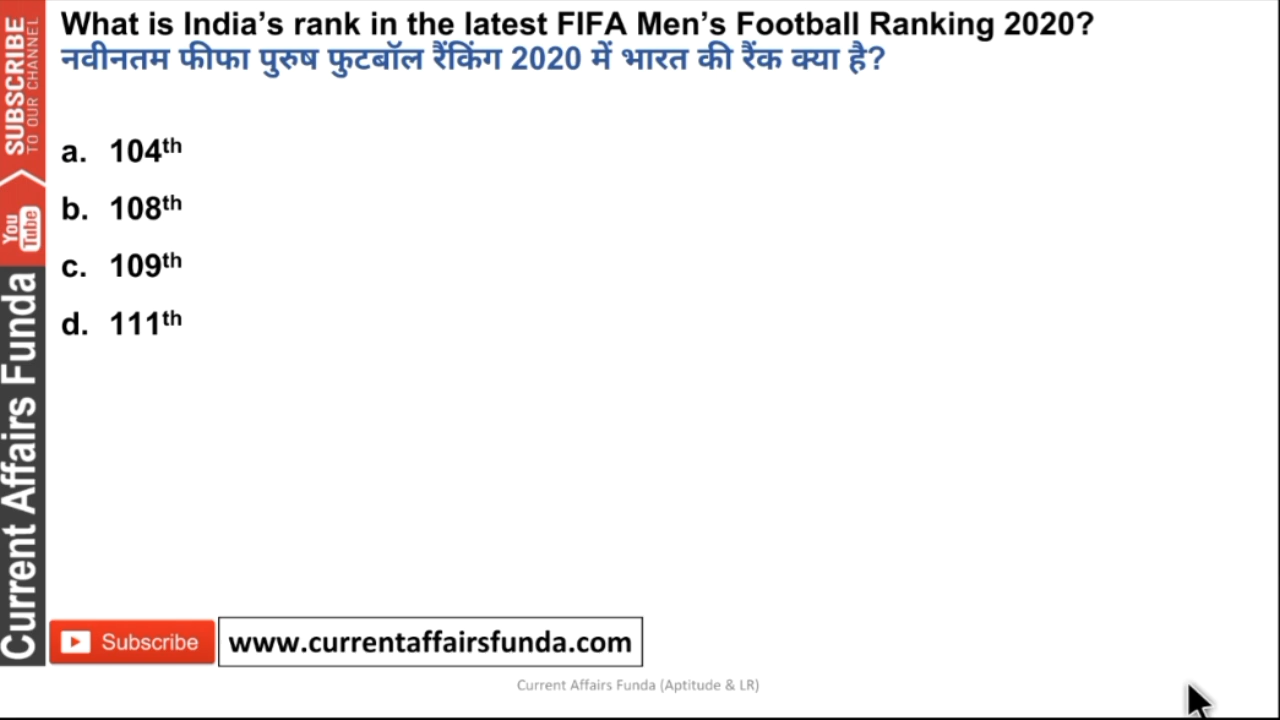 What is India’s rank in the latest FIFA Men’s Football Ranking 2020?
नवीनतम फीफा पुरुष फुटबॉल रैंकिंग 2020 में भारत की रैंक क्या है?
a. 104th
b. 108th
c. 109th
d. 111th
SUBSCRIBE
TO OUR CHANNEL
You Tube
Current Affairs Funda
Subscribe
www.currentaffairsfunda.com
Current Affairs Funda (Aptitude & LR)